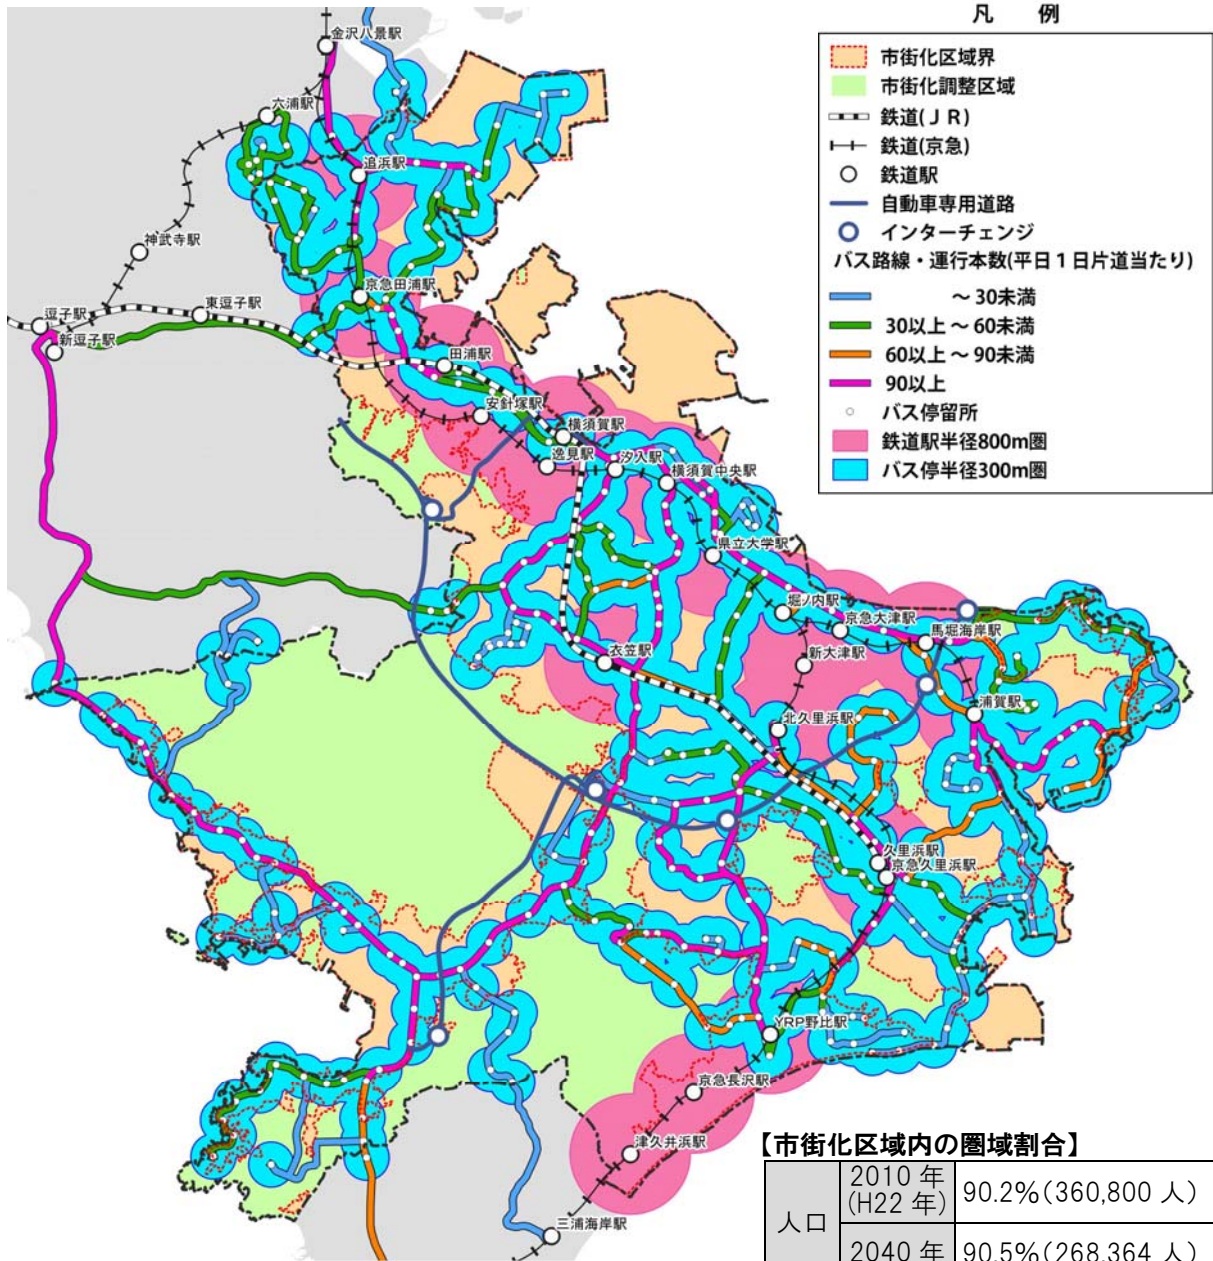 凡　例
市街化区域界
市街化調整区域
鉄道(ＪＲ)
鉄道(京急)
鉄道駅
自動車専用道路
インターチェンジ
バス路線・運行本数(平日１日片道当たり)
～30未満
30以上～60未満
60以上～90未満
90以上
バス停留所
鉄道駅半径800m圏
バス停半径300m圏
金沢八景駅
六浦駅
追浜駅
神武寺駅
京急田浦駅
東逗子駅
逗子駅
新逗子駅
田浦駅
安針塚駅
横須賀駅
逸見駅
汐入駅
横須賀中央駅
県立大学駅
堀ノ内駅
京急大津駅
馬堀海岸駅
新大津駅
衣笠駅
浦賀駅
北久里浜駅
久里浜駅
京急久里浜駅
YRP野比駅
京急長沢駅
津久井浜駅
三浦海岸駅
【市街化区域内の圏域割合】
人口
2010 年
(H22 年)
90.2%(360,800 人)
2040 年
90.5%(268,364 人)